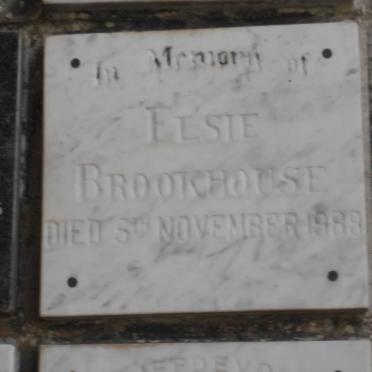 In Memory of
ELSIE
BROOKHOUSE
DIED 5TH NOVEMBER 1988